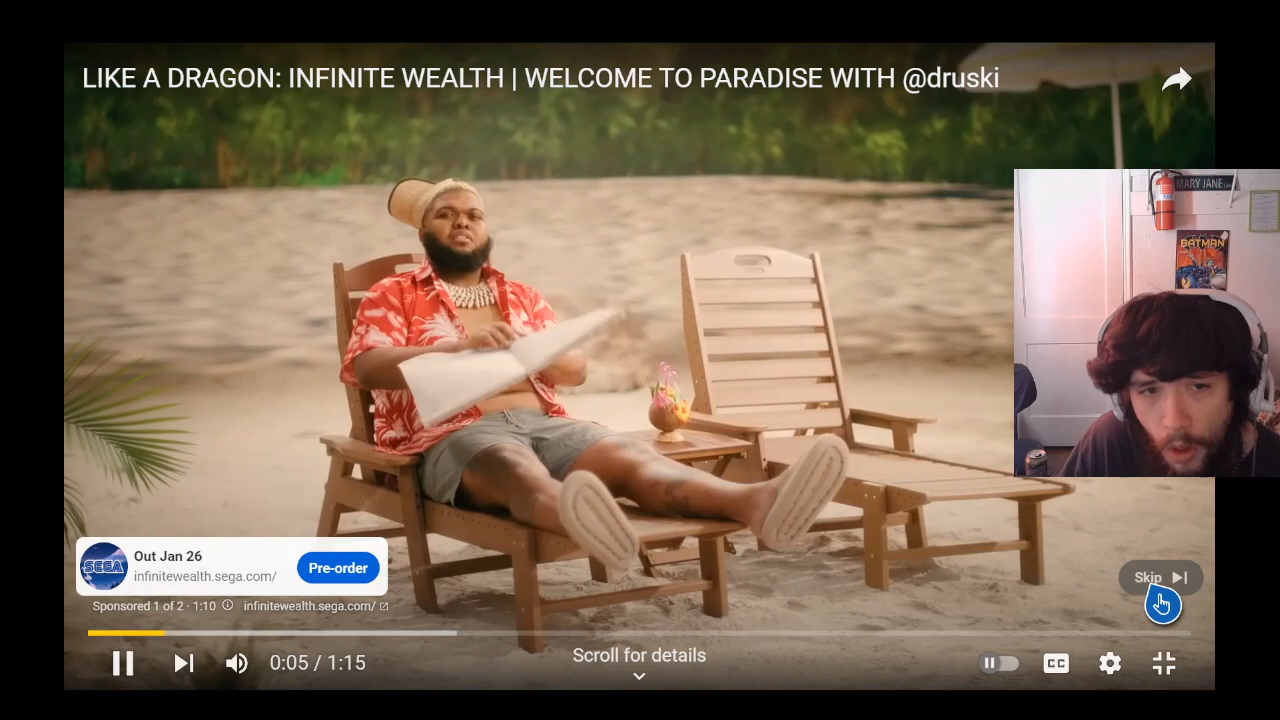 LIKE A DRAGON: INFINITE WEALTH | WELCOME TO PARADISE WITH @druski
MARY JANE
BATMAN
SEGA
Out Jan 26
infinitewealth.sega.com/
Pre-order
Sponsored 1 of 2 · 1:10
infinitewealth.sega.com/
Skip
0:05 / 1:15
Scroll for details
CC